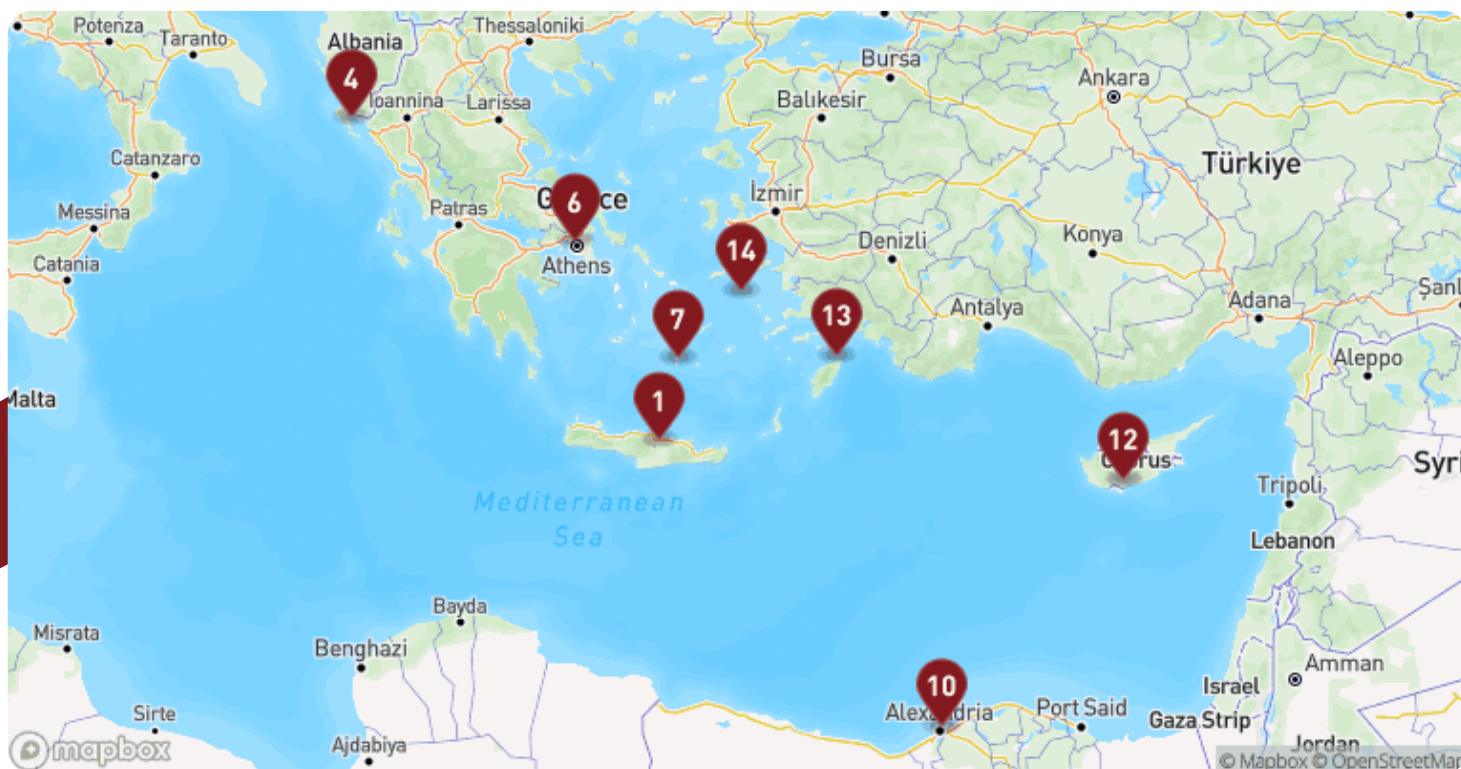 Potenza
Taranto
Albania
Thessaloniki
4
Ioannina
Larissa
Bursa
Balıkesir
Ankara
Türkiye
Catanzaro
Messina
Catania
Patras
6
Athens
İzmir
14
Denizli
Konya
Antalya
Adana
7
13
Aleppo
Malta
1
12
Mediterranean
Sea
Tripoli
Lebanon
Bayda
Benghazi
Misrata
Sirte
Ajdabiya
10
Port Said
Israel
Gaza Strip
Amman
Jordan
mapbox
© Mapbox © OpenStreetMap